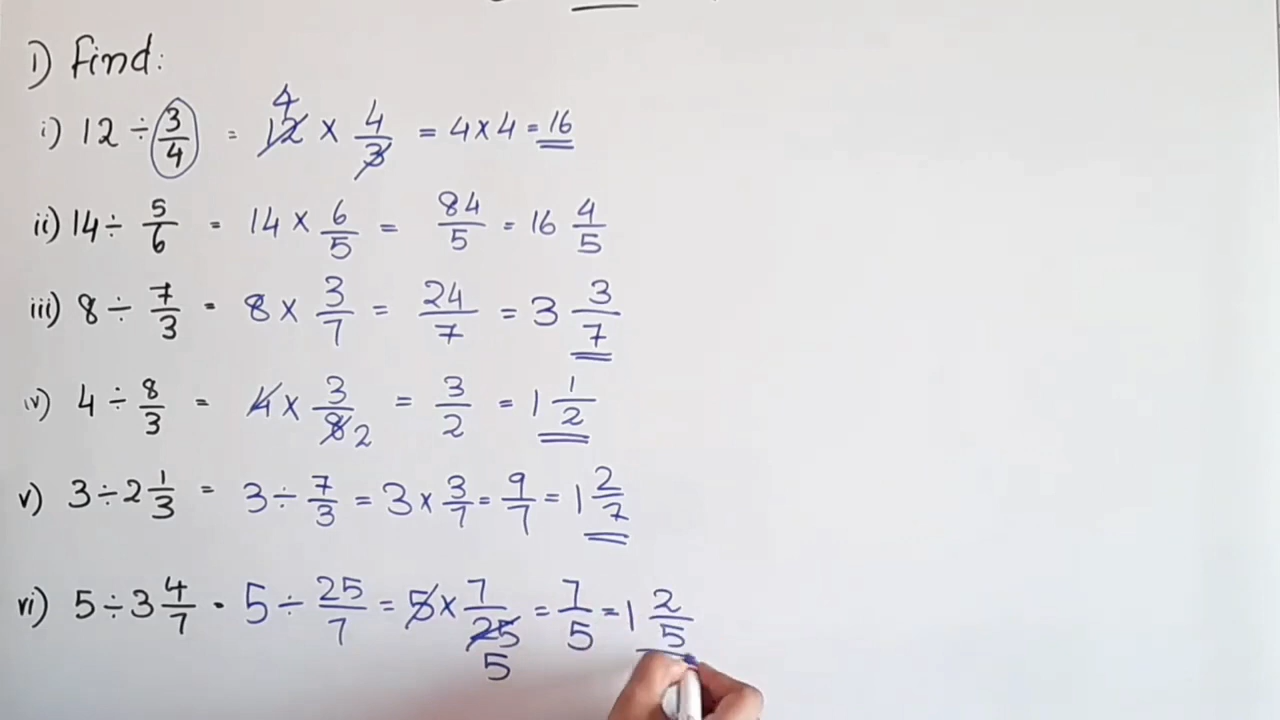 1) Find:
i) 12 ÷ 3/4 = 12 4 × 4/3 = 4×4 = 16
ii) 14 ÷ 5/6 = 14 × 6/5 = 84/5 = 16 4/5
iii) 8 ÷ 7/3 = 8 × 3/7 = 24/7 = 3 3/7
iv) 4 ÷ 8/3 = 4 × 3/8 2 = 3/2 = 1 1/2
v) 3 ÷ 2 1/3 = 3 ÷ 7/3 = 3 × 3/7 = 9/7 = 1 2/7
vi) 5 ÷ 3 4/7 = 5 ÷ 25/7 = 5 × 7/25 5 = 7/5 = 1 2/5